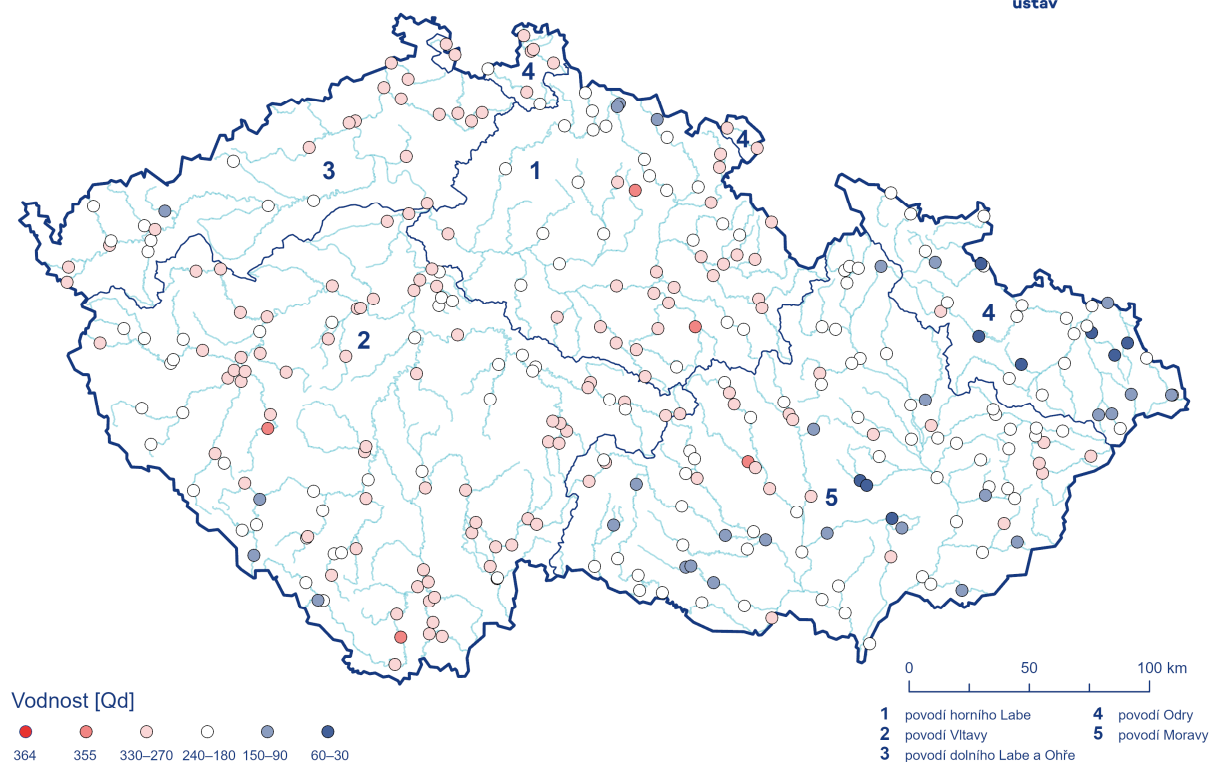 ústav
4
4
3
1
4
2
5
Vodnost [Qd]
364 355 330–270 240–180 150–90 60–30
0 50 100 km
1 povodí horního Labe
2 povodí Vltavy
3 povodí dolního Labe a Ohře
4 povodí Odry
5 povodí Moravy